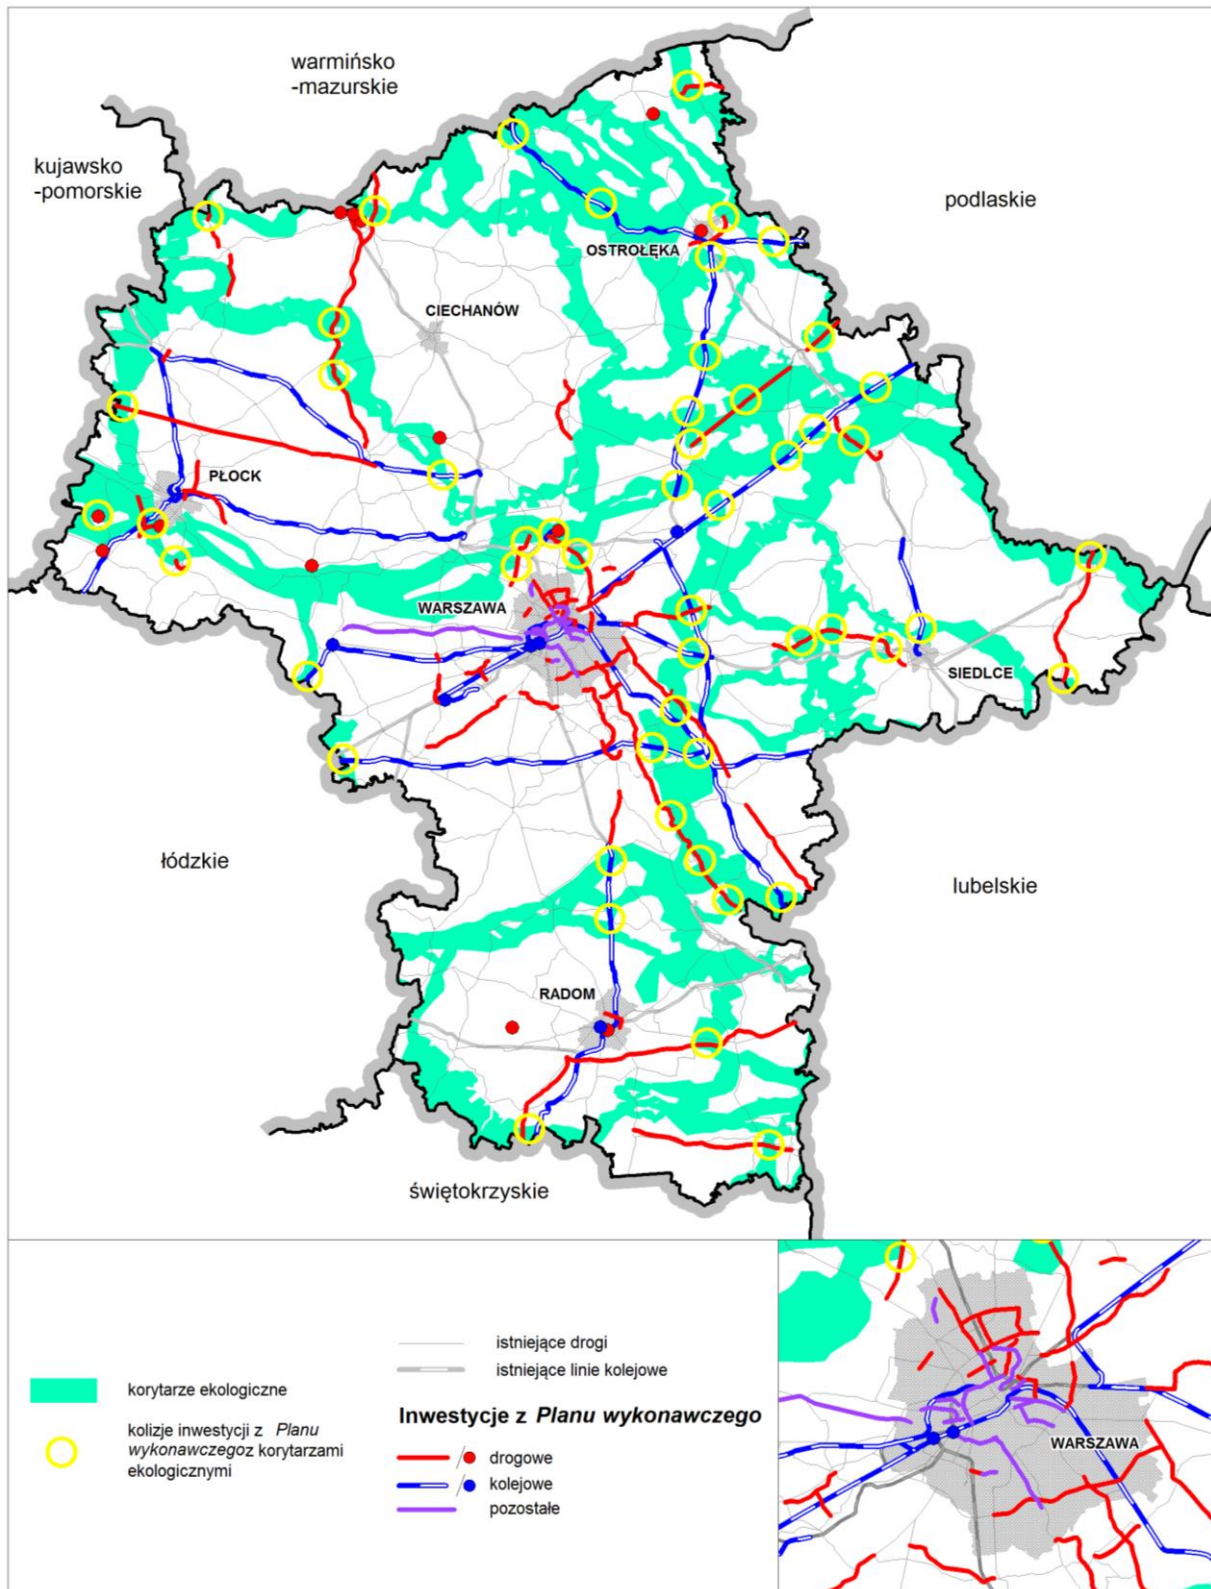 warmińsko
-mazurskie
kujawsko
-pomorskie
podlaskie
OSTROŁĘKA
CIECHANÓW
PŁOCK
WARSZAWA
SIEDLCE
łódzkie
lubelskie
RADOM
świętokrzyskie
korytarze ekologiczne
kolizje inwestycji z Planu
wykonawczegoz korytarzami
ekologicznymi
istniejące drogi
istniejące linie kolejowe
Inwestycje z Planu wykonawczego
drogowe
kolejowe
pozostałe
WARSZAWA